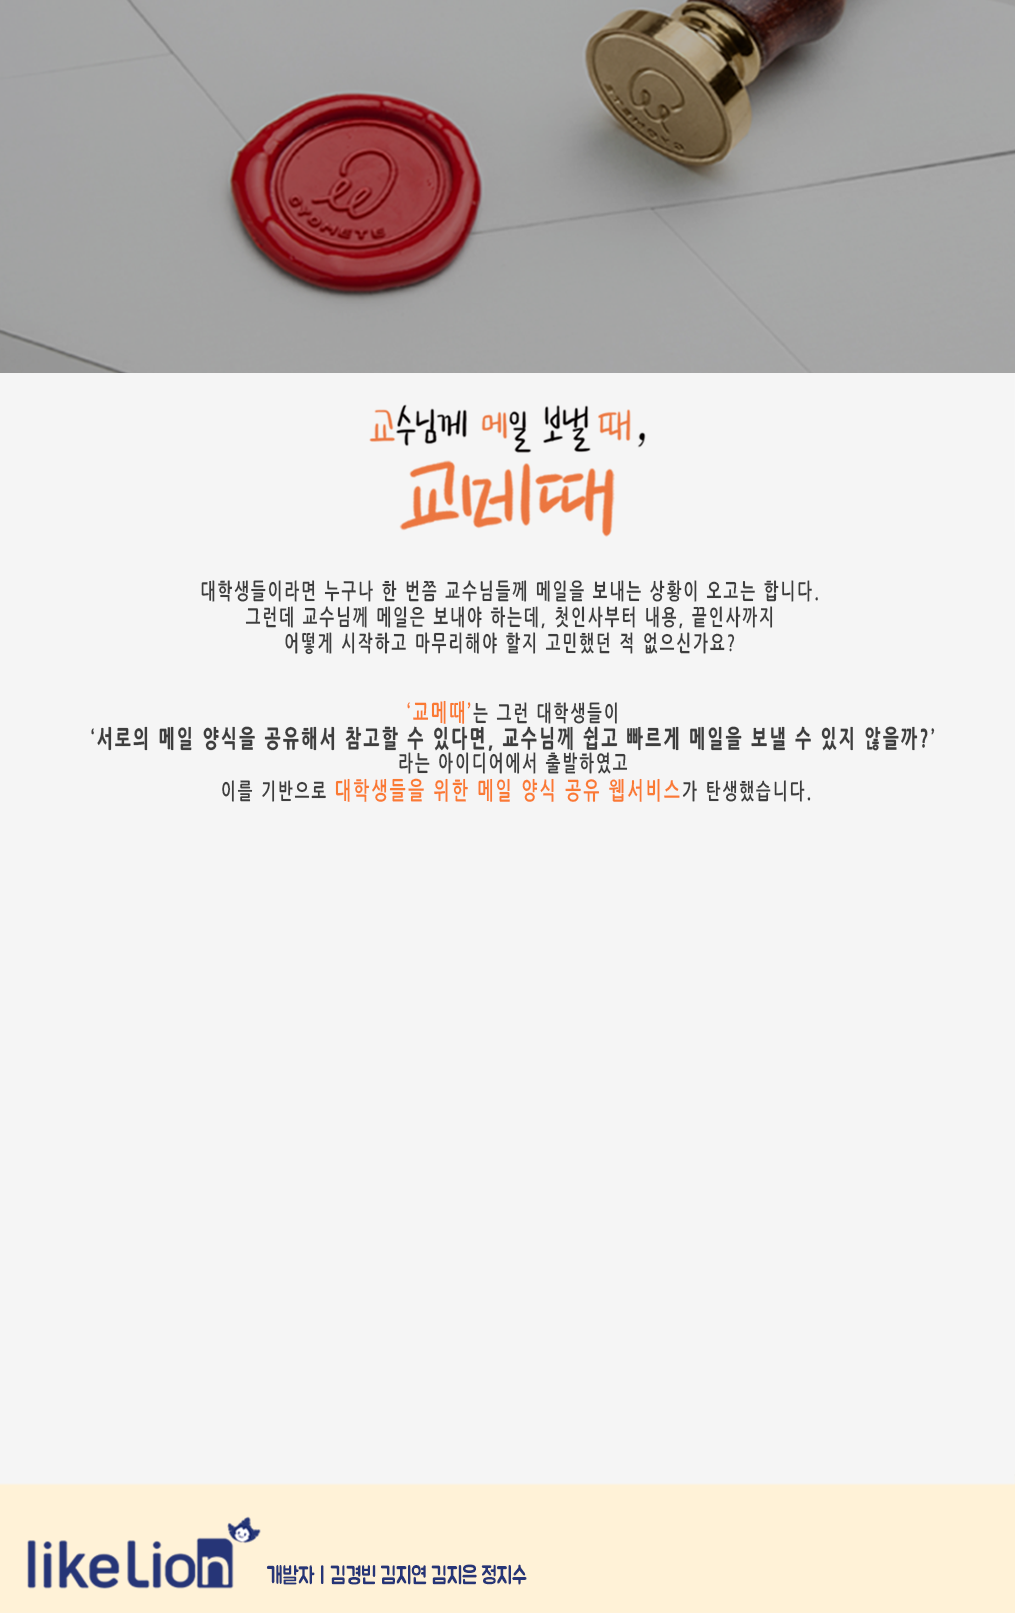 OYOMETE
교수님께 메일 보낼 때,
교메때
대학생들이라면 누구나 한 번쯤 교수님들께 메일을 보내는 상황이 오고는 합니다.
그런데 교수님께 메일은 보내야 하는데, 첫인사부터 내용, 끝인사까지
어떻게 시작하고 마무리해야 할지 고민했던 적 없으신가요?
‘교메때’는 그런 대학생들이
‘서로의 메일 양식을 공유해서 참고할 수 있다면, 교수님께 쉽고 빠르게 메일을 보낼 수 있지 않을까?’
라는 아이디어에서 출발하였고
이를 기반으로 대학생들을 위한 메일 양식 공유 웹서비스가 탄생했습니다.
like Lion
개발자 | 김경빈 김지연 김지은 정지수